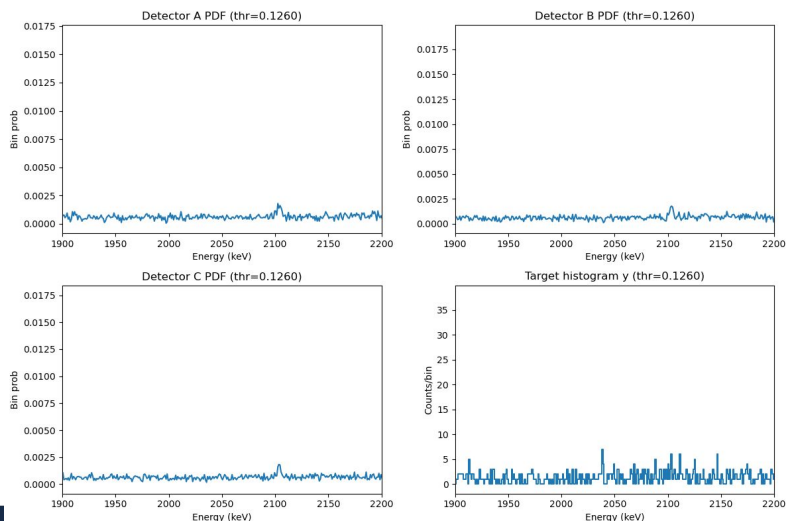 Detector A PDF (thr=0.1260)
Bin prob
0.0175
0.0150
0.0125
0.0100
0.0075
0.0050
0.0025
0.0000
1900 1950 2000 2050 2100 2150 2200
Energy (keV)
Detector B PDF (thr=0.1260)
Bin prob
0.0175
0.0150
0.0125
0.0100
0.0075
0.0050
0.0025
0.0000
1900 1950 2000 2050 2100 2150 2200
Energy (keV)
Detector C PDF (thr=0.1260)
Bin prob
0.0175
0.0150
0.0125
0.0100
0.0075
0.0050
0.0025
0.0000
1900 1950 2000 2050 2100 2150 2200
Energy (keV)
Target histogram y (thr=0.1260)
Counts/bin
35
30
25
20
15
10
5
0
1900 1950 2000 2050 2100 2150 2200
Energy (keV)